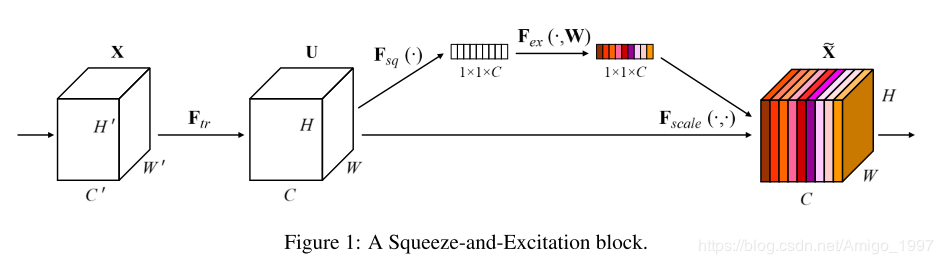 X
U
F_sq (·)
F_ex (·,W)
1×1×C
1×1×C
X̃
H'
F_tr
H
F_scale (·,·)
H
W'
W
W
C'
C
C
Figure 1: A Squeeze-and-Excitation block.
https://blog.csdn.net/Amigo_1997